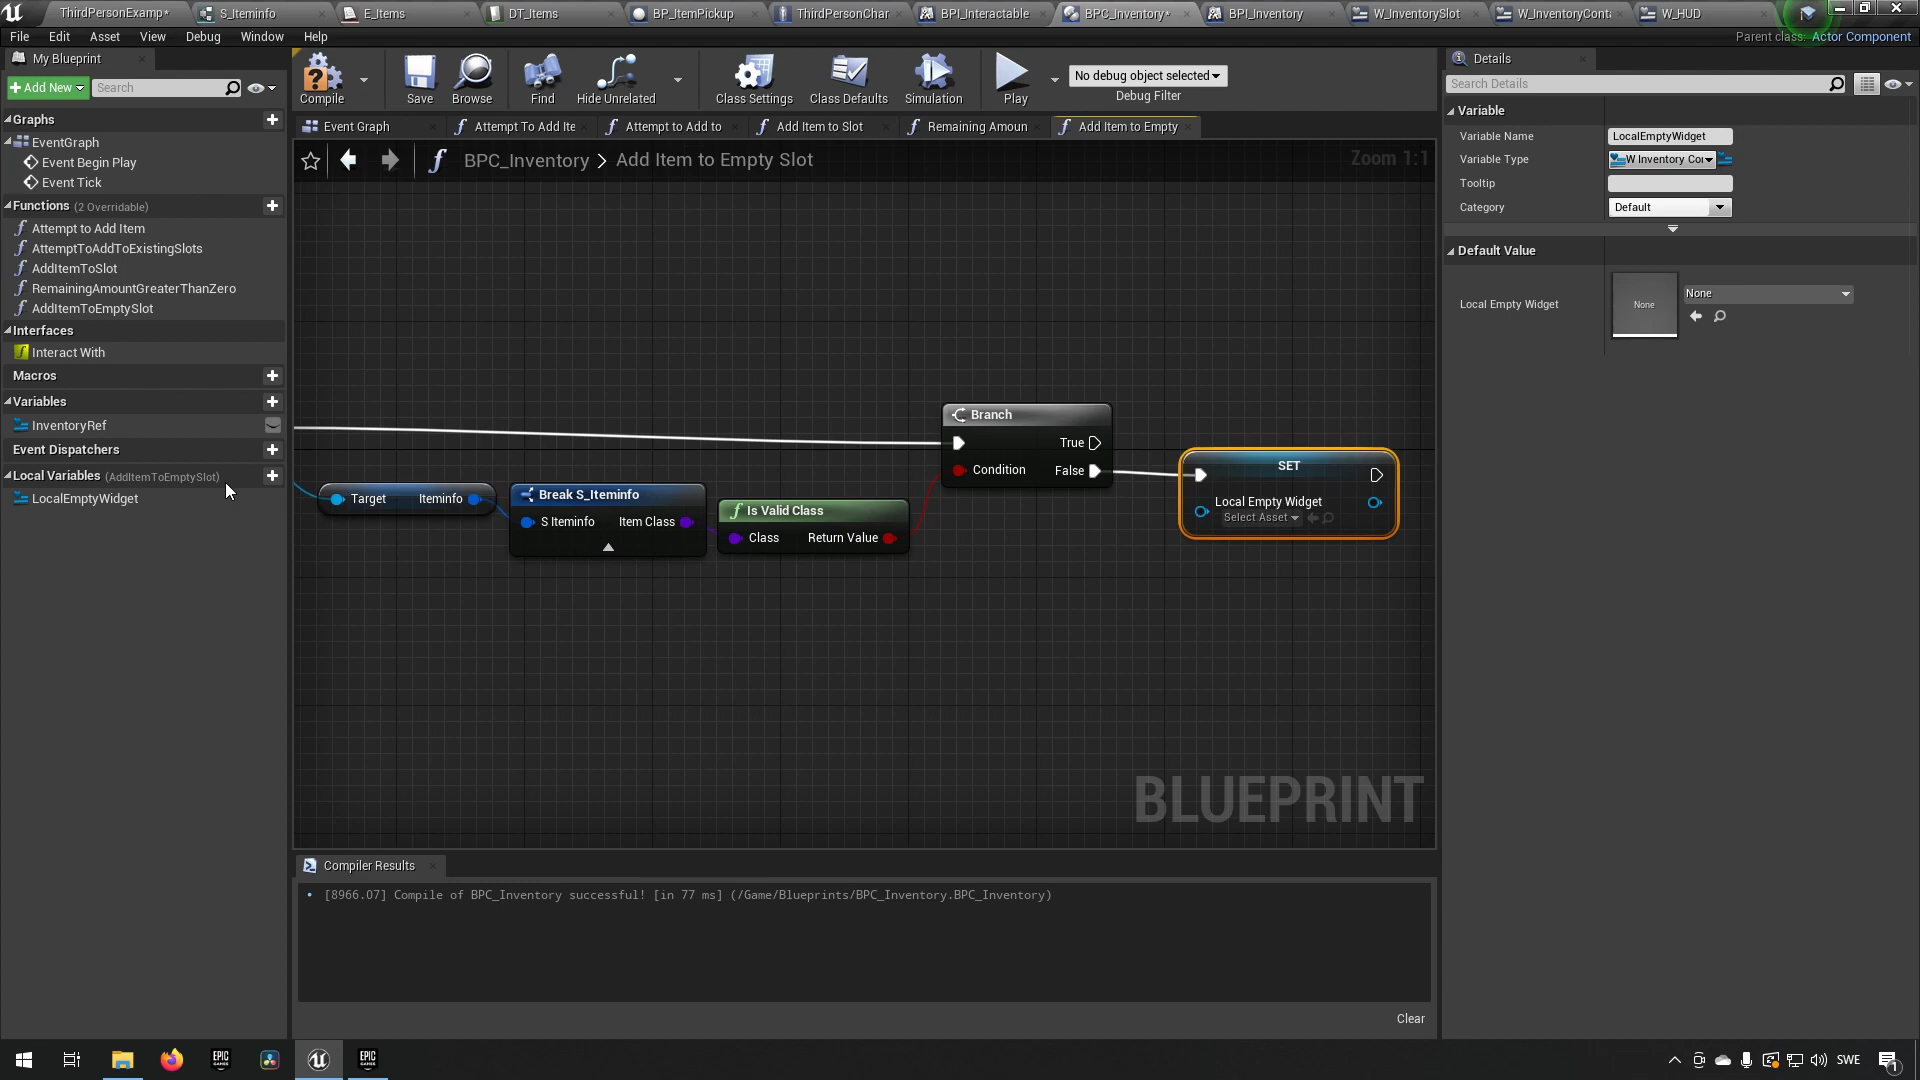 ThirdPersonExamp*
S_Iteminfo
E_Items
DT_Items
BP_ItemPickup
ThirdPersonChar
BPI_Interactable
BPC_Inventory*
BPI_Inventory
W_InventorySlot
W_InventoryCont
W_HUD
File Edit Asset View Debug Window Help
Parent class: Actor Component
My Blueprint
+ Add New
Search
Compile
Save
Browse
Find
Hide Unrelated
Class Settings
Class Defaults
Simulation
Play
No debug object selected
Debug Filter
Details
Search Details
Graphs
EventGraph
Event Begin Play
Event Tick
Functions (2 Overridable)
Attempt to Add Item
AttemptToAddToExistingSlots
AddItemToSlot
RemainingAmountGreaterThanZero
AddItemToEmptySlot
Interfaces
Interact With
Macros
Variables
InventoryRef
Event Dispatchers
Local Variables (AddItemToEmptySlot)
LocalEmptyWidget
Event Graph
Attempt To Add Ite
Attempt to Add to
Add Item to Slot
Remaining Amoun
Add Item to Empty
BPC_Inventory > Add Item to Empty Slot
Zoom 1:1
Target
Iteminfo
Break S_Iteminfo
S Iteminfo
Item Class
Is Valid Class
Class
Return Value
Branch
True
Condition
False
SET
Local Empty Widget
Select Asset
BLUEPRINT
Variable
Variable Name
LocalEmptyWidget
Variable Type
W Inventory Co
Tooltip
Category
Default
Default Value
Local Empty Widget
None
None
Compiler Results
[8966.07] Compile of BPC_Inventory successful! [in 77 ms] (/Game/Blueprints/BPC_Inventory.BPC_Inventory)
Clear
EPIC GAMES
EPIC GAMES
SWE
1